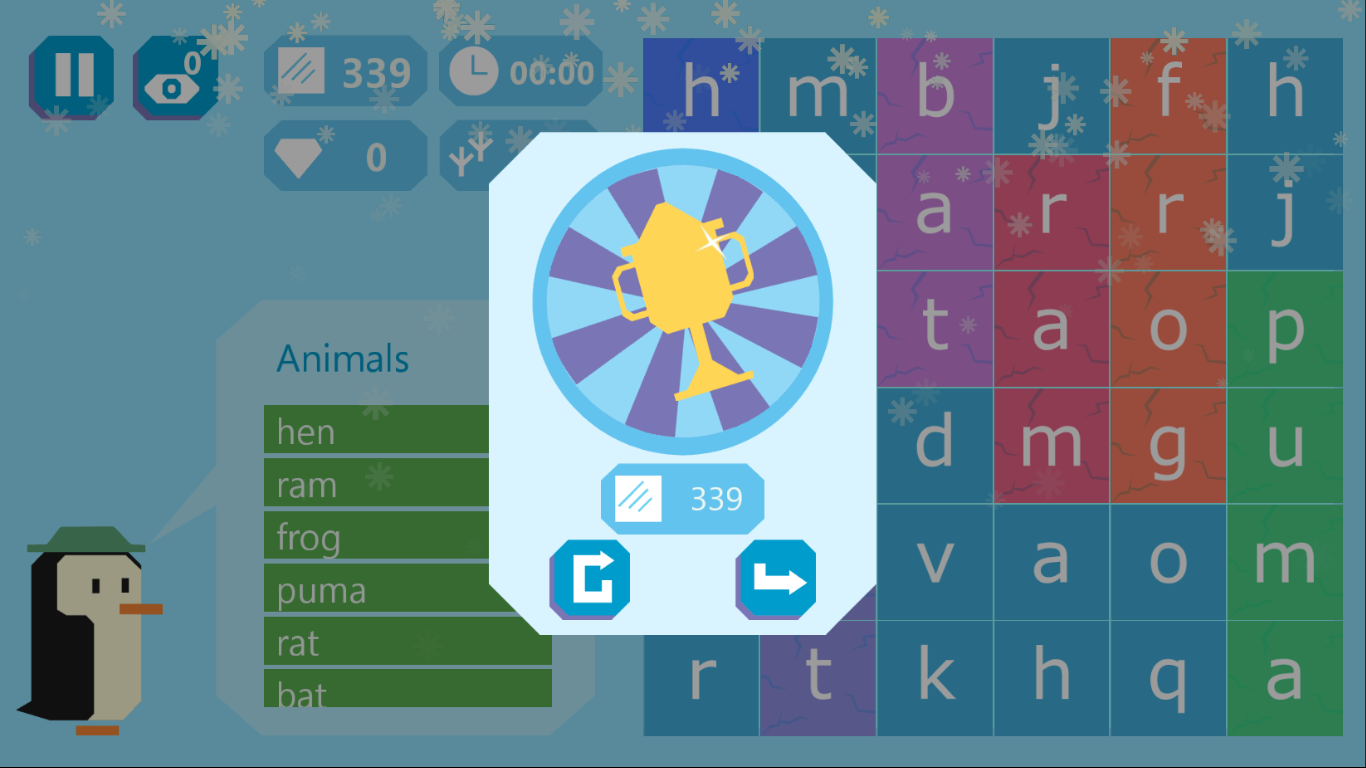 0
339
00:00
0
h m b j f h
a r r j
t a o p
d m g u
v a o m
r t k h q a
Animals
hen
ram
frog
puma
rat
bat
339